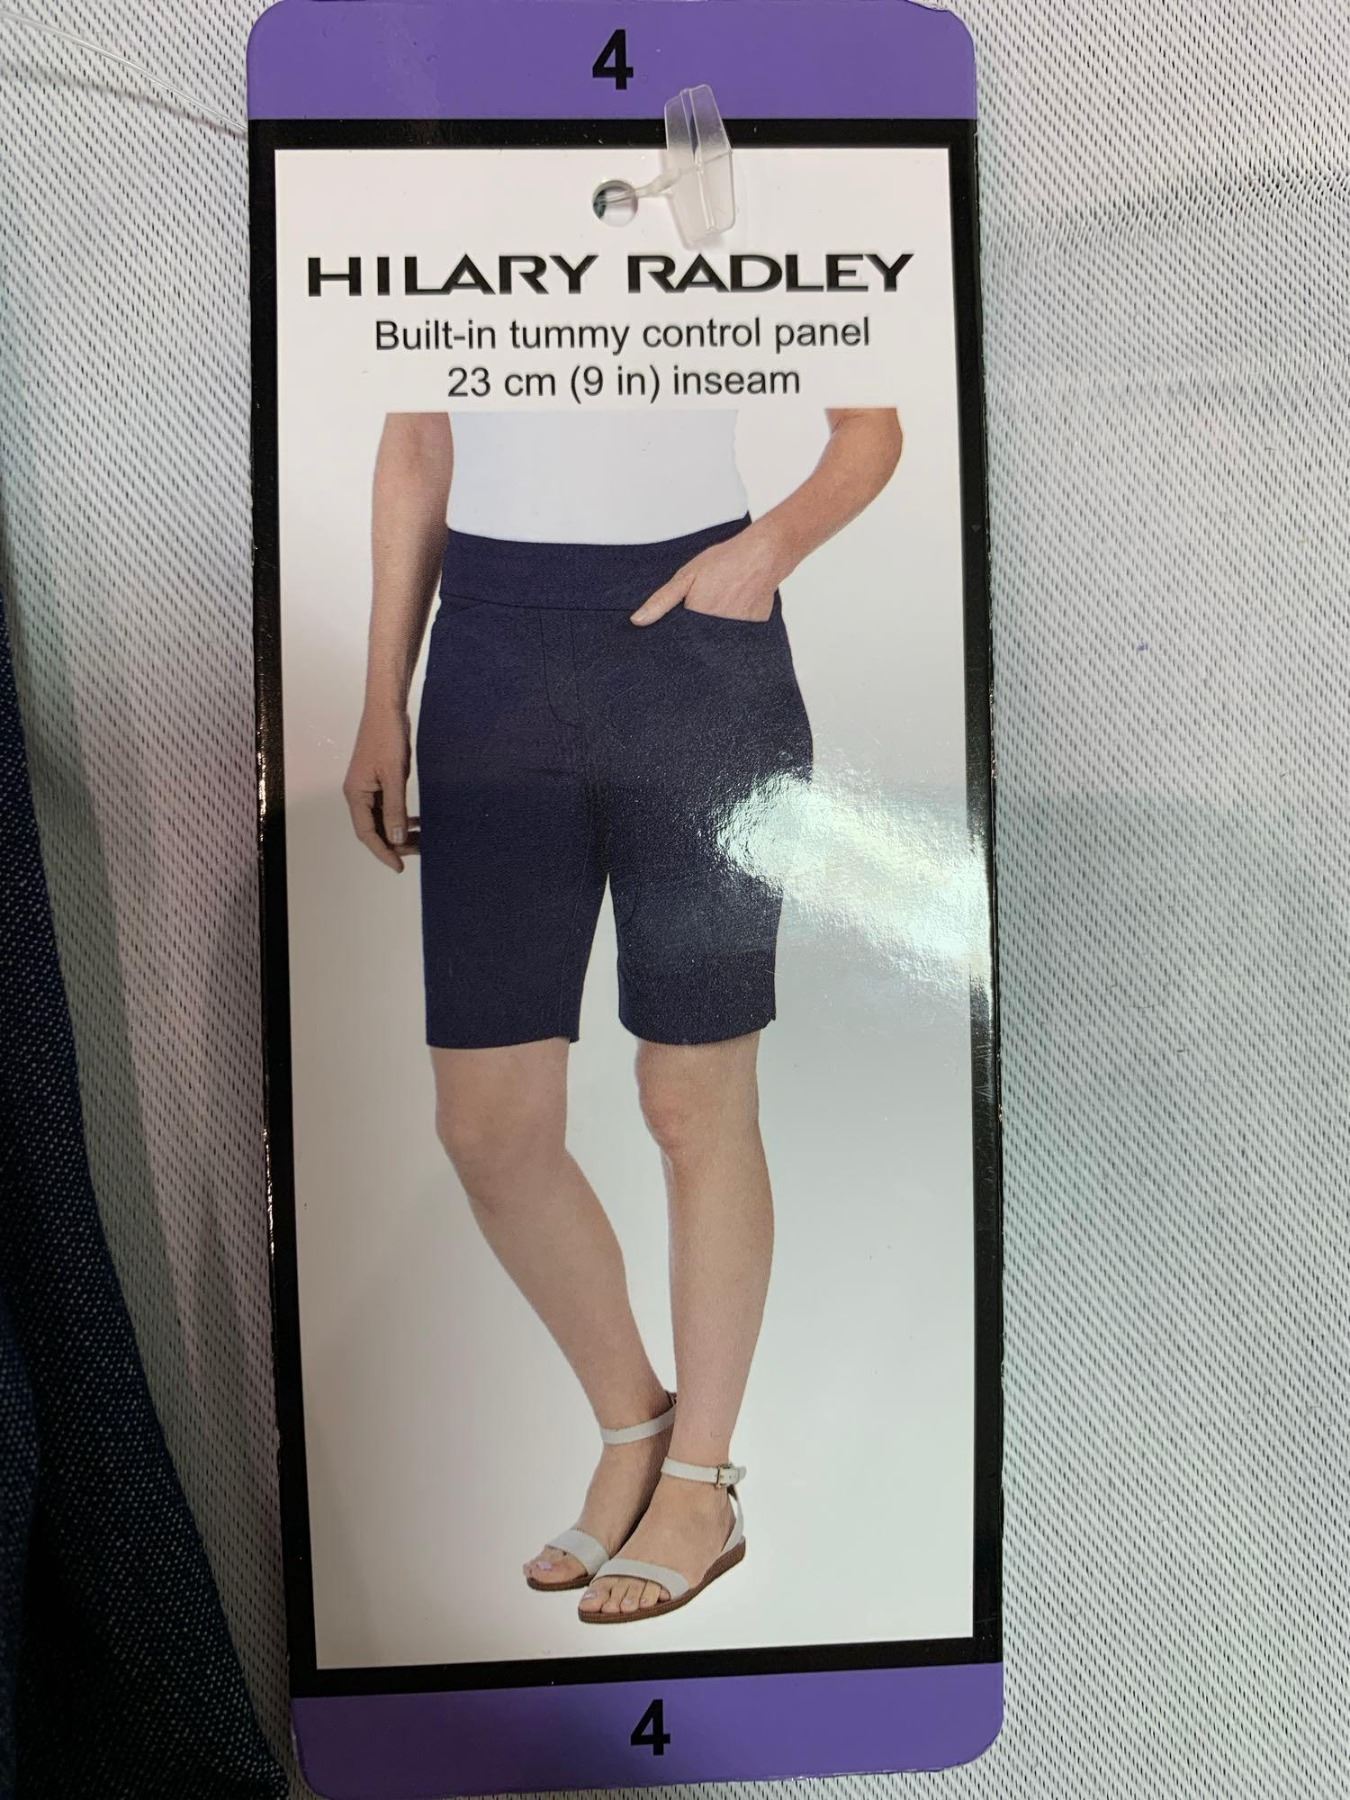 4
HILARY RADLEY
Built-in tummy control panel
23 cm (9 in) inseam
4